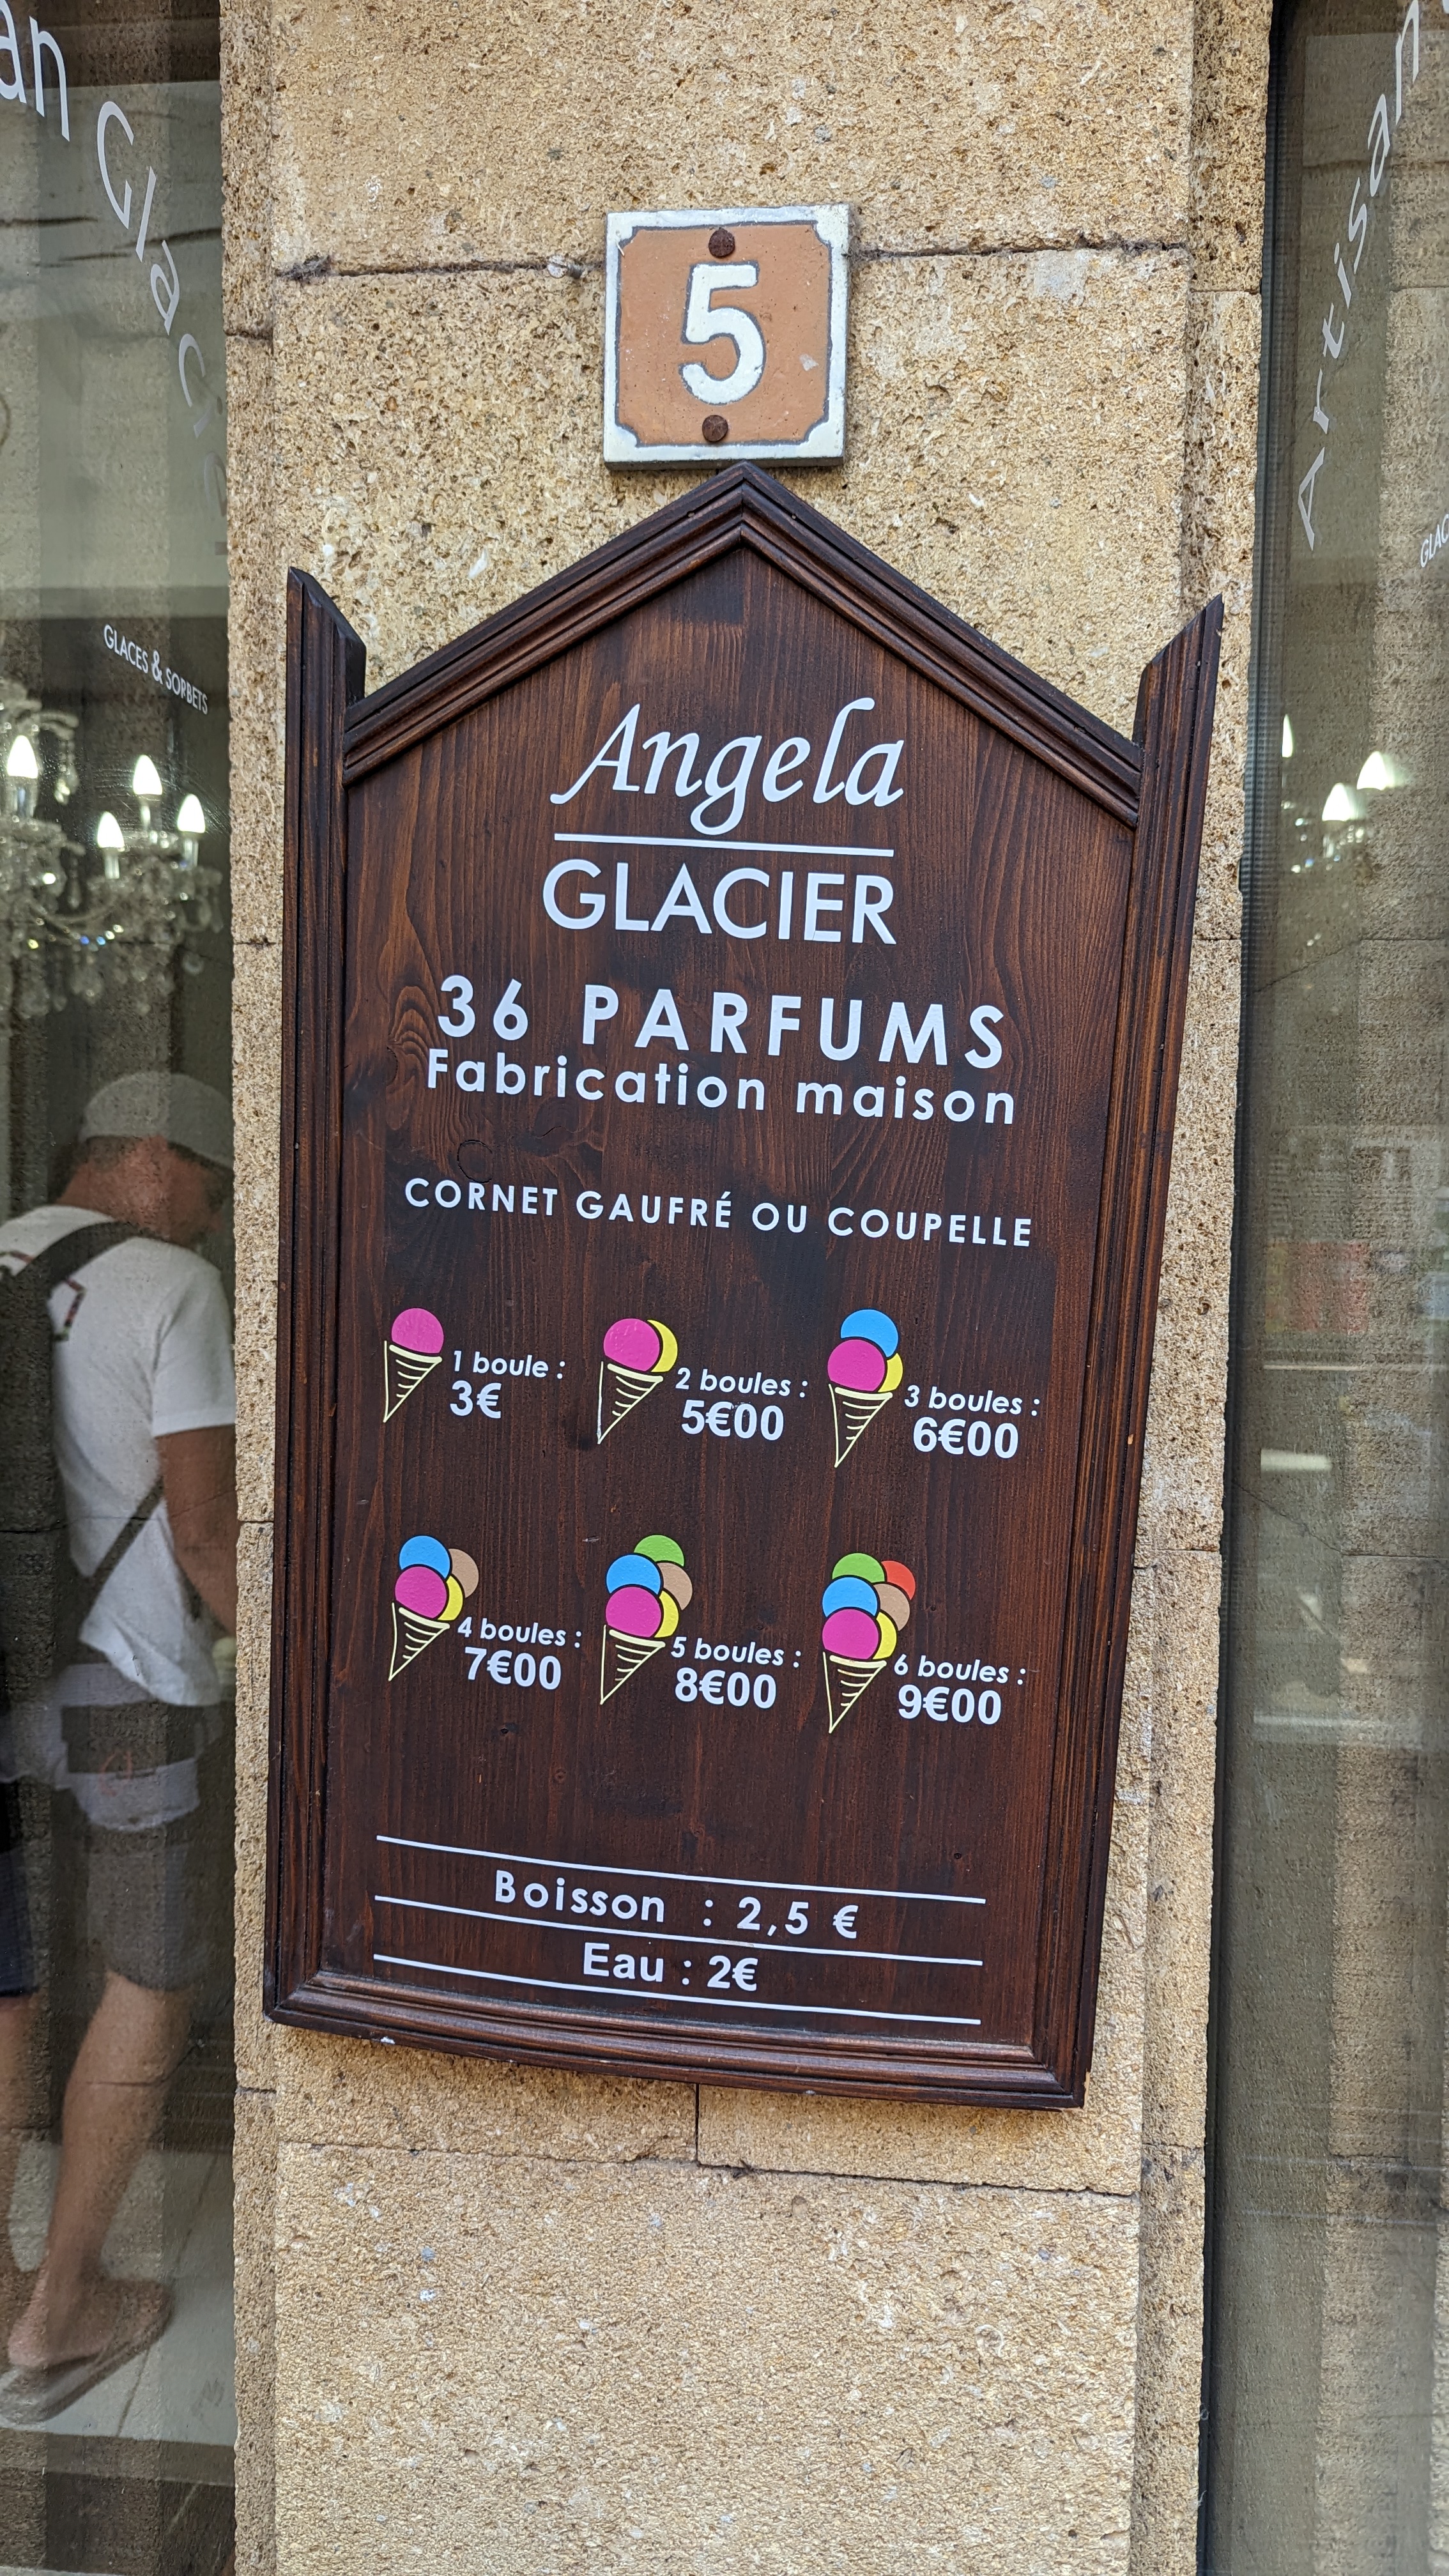 an Glaci
GLACES & SORBETS
Artisan
5
Angela
GLACIER
36 PARFUMS
Fabrication maison
CORNET GAUFRÉ OU COUPELLE
1 boule :
3€
2 boules :
5€00
3 boules :
6€00
4 boules :
7€00
5 boules :
8€00
6 boules :
9€00
Boisson : 2,5 €
Eau : 2€